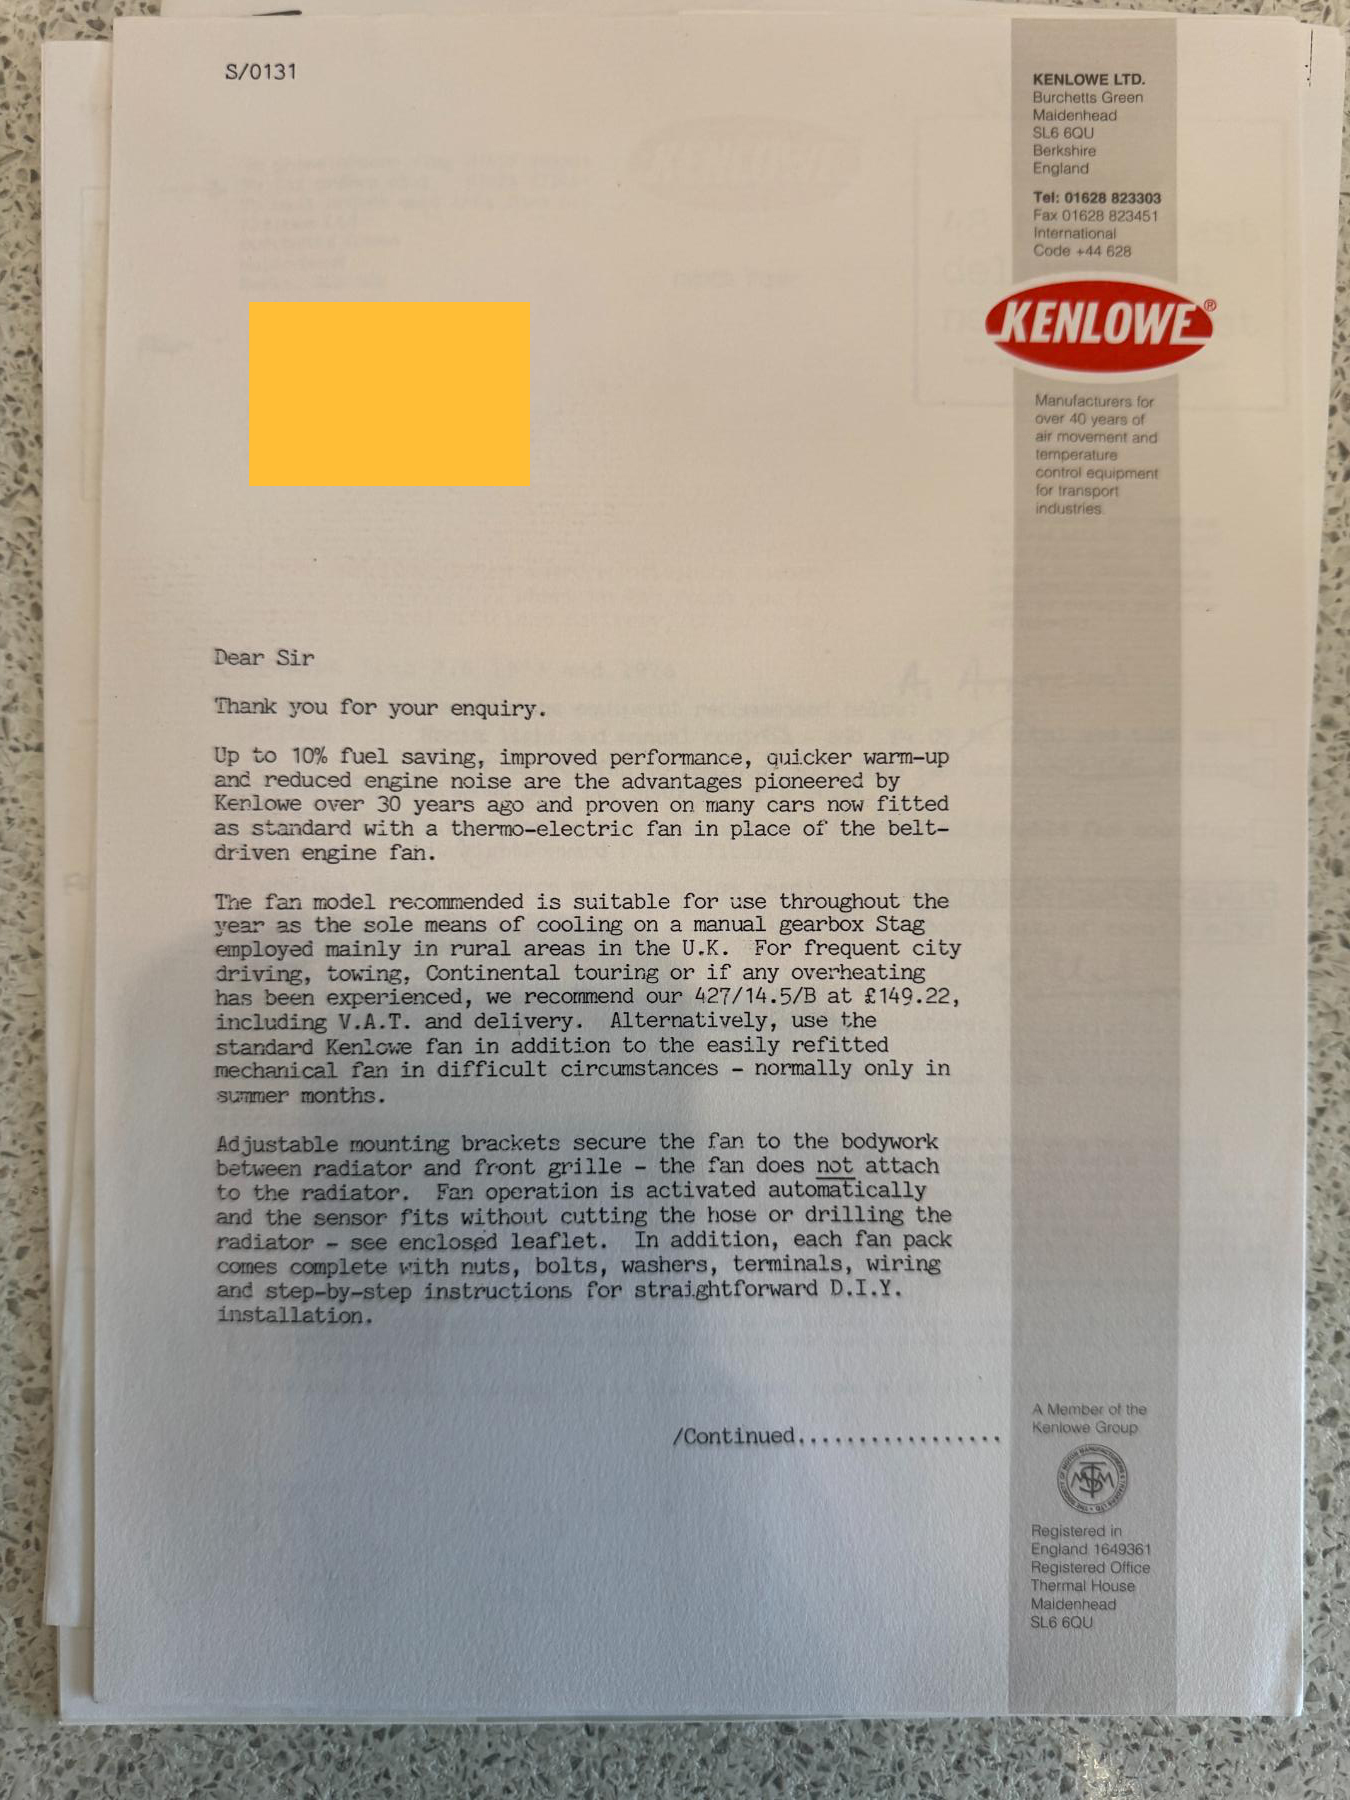 S/0131
KENLOWE LTD.
Burchetts Green
Maidenhead
SL6 6QU
Berkshire
England
Tel: 01628 823303
Fax 01628 823451
International
Code +44 628
KENLOWE®
Manufacturers for
over 40 years of
air movement and
temperature
control equipment
for transport
industries.
Dear Sir
Thank you for your enquiry.
Up to 10% fuel saving, improved performance, quicker warm-up
and reduced engine noise are the advantages pioneered by
Kenlowe over 30 years ago and proven on many cars now fitted
as standard with a thermo-electric fan in place of the belt-
driven engine fan.
The fan model recommended is suitable for use throughout the
year as the sole means of cooling on a manual gearbox Stag
employed mainly in rural areas in the U.K. For frequent city
driving, towing, Continental touring or if any overheating
has been experienced, we recommend our 427/14.5/B at £149.22,
including V.A.T. and delivery. Alternatively, use the
standard Kenlowe fan in addition to the easily refitted
mechanical fan in difficult circumstances - normally only in
summer months.
Adjustable mounting brackets secure the fan to the bodywork
between radiator and front grille - the fan does not attach
to the radiator. Fan operation is activated automatically
and the sensor fits without cutting the hose or drilling the
radiator - see enclosed leaflet. In addition, each fan pack
comes complete with nuts, bolts, washers, terminals, wiring
and step-by-step instructions for straightforward D.I.Y.
installation.
/Continued.................
A Member of the
Kenlowe Group
THE SOCIETY OF MOTOR MANUFACTURERS & TRADERS LTD
Registered in
England 1649361
Registered Office
Thermal House
Maidenhead
SL6 6QU